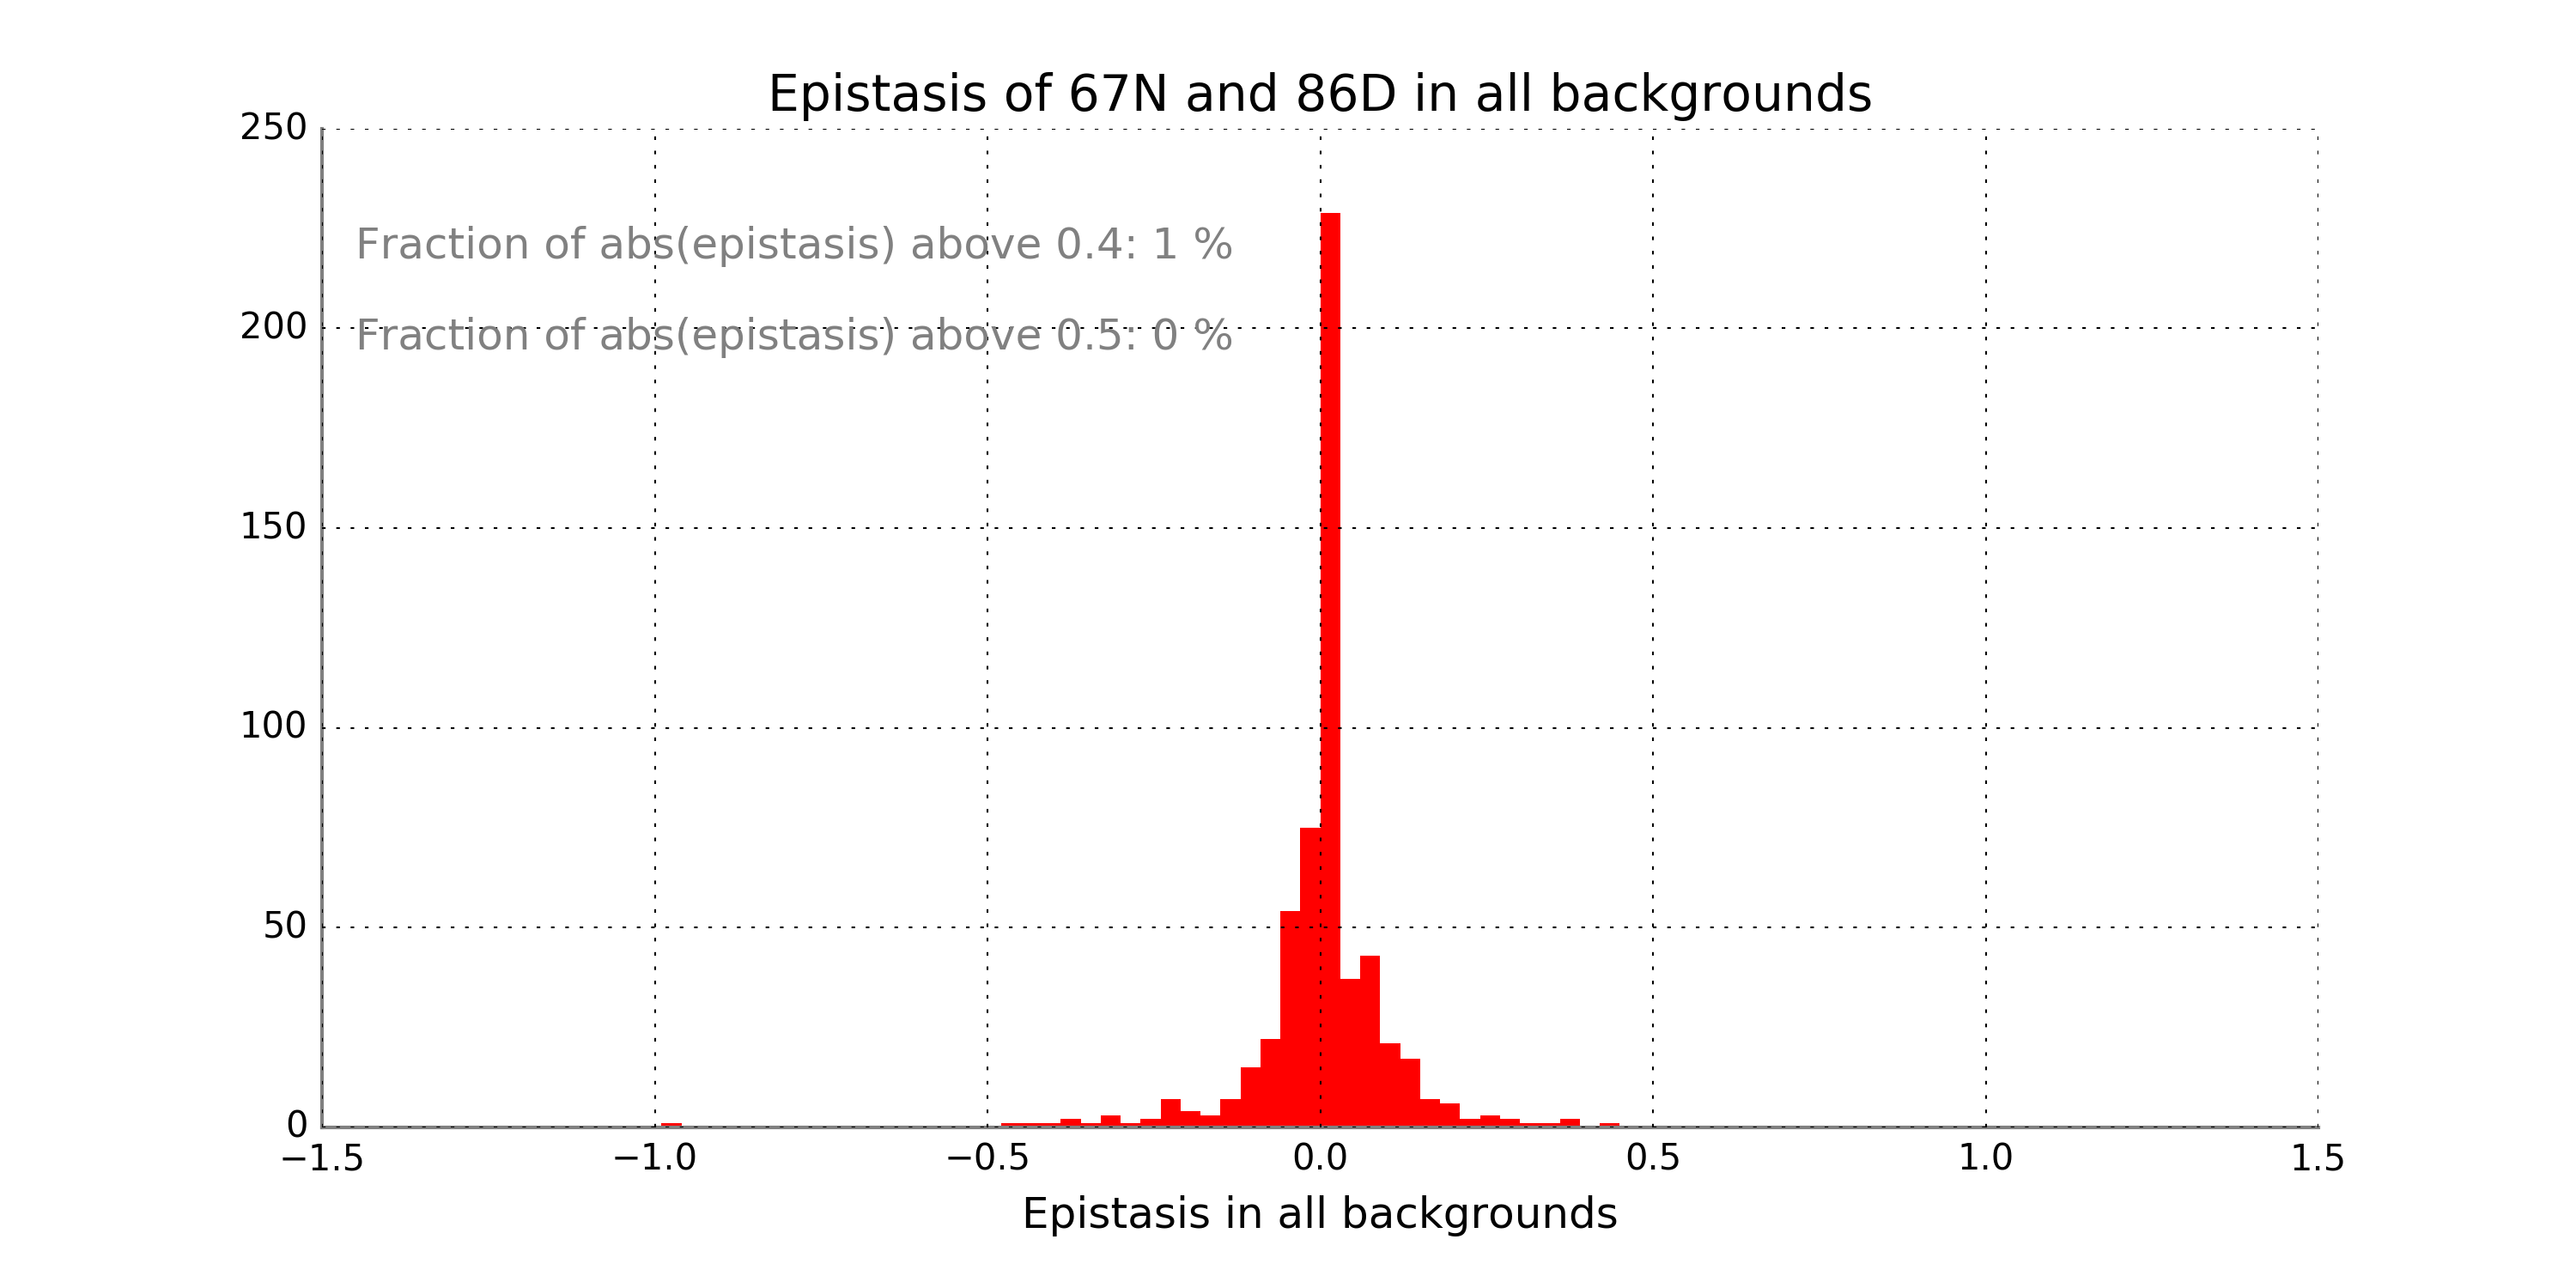 Epistasis of 67N and 86D in all backgrounds
250
Fraction of abs(epistasis) above 0.4: 1 %
200
Fraction of abs(epistasis) above 0.5: 0 %
150
100
50
0
−1.5 −1.0 −0.5 0.0 0.5 1.0 1.5
Epistasis in all backgrounds